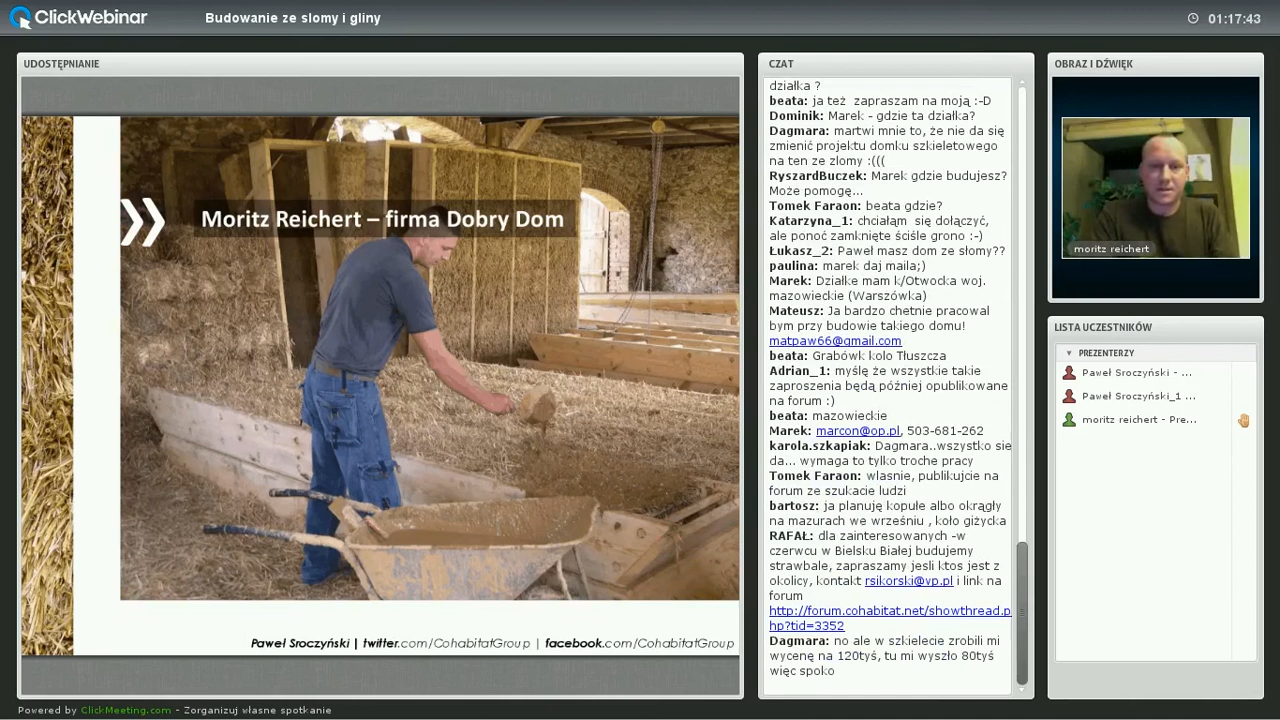 ClickWebinar
Budowanie ze slomy i gliny
01:17:43
UDOSTĘPNIANIE
Moritz Reichert – firma Dobry Dom
Paweł Sroczyński | twitter.com/CohabitatGroup | facebook.com/CohabitatGroup
CZAT
działka ?
beata: ja też zapraszam na moją :-D
Dominik: Marek - gdzie ta działka?
Dagmara: martwi mnie to, że nie da się
zmienić projektu domku szkieletowego
na ten ze zlomy :(((
RyszardBuczek: Marek gdzie budujesz?
Może pomogę...
Tomek Faraon: beata gdzie?
Katarzyna_1: chciałąm się dołączyć,
ale ponoć zamknięte ściśle grono :-)
Łukasz_2: Paweł masz dom ze słomy??
paulina: marek daj maila;)
Marek: Działke mam k/Otwocka woj.
mazowieckie (Warszówka)
Mateusz: Ja bardzo chetnie pracował
bym przy budowie takiego domu!
matpaw66@gmail.com
beata: Grabówk kolo Tłuszcza
Adrian_1: myślę że wszystkie takie
zaproszenia będą później opublikowane
na forum :)
beata: mazowieckie
Marek: marcon@op.pl, 503-681-262
karola.szkapiak: Dagmara..wszystko sie
da... wymaga to tylko troche pracy
Tomek Faraon: wlasnie, publikujcie na
forum ze szukacie ludzi
bartosz: ja planuję kopułe albo okrągły
na mazurach we wrześniu , koło giżycka
RAFAŁ: dla zainteresowanych -w
czerwcu w Bielsku Białej budujemy
strawbale, zapraszamy jesli ktos jest z
okolicy, kontakt rsikorski@vp.pl i link na
forum
http://forum.cohabitat.net/showthread.p
hp?tid=3352
Dagmara: no ale w szkielecie zrobili mi
wycenę na 120tyś, tu mi wyszło 80tyś
więc spoko
OBRAZ I DŹWIĘK
moritz reichert
LISTA UCZESTNIKÓW
PREZENTERZY
Paweł Sroczyński - ...
Paweł Sroczyński_1 ...
moritz reichert - Pre...
Powered by ClickMeeting.com - Zorganizuj własne spotkanie